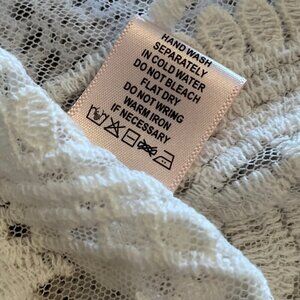 HAND WASH
SEPARATELY
IN COLD WATER
DO NOT BLEACH
FLAT DRY
DO NOT WRING
WARM IRON
IF NECESSARY